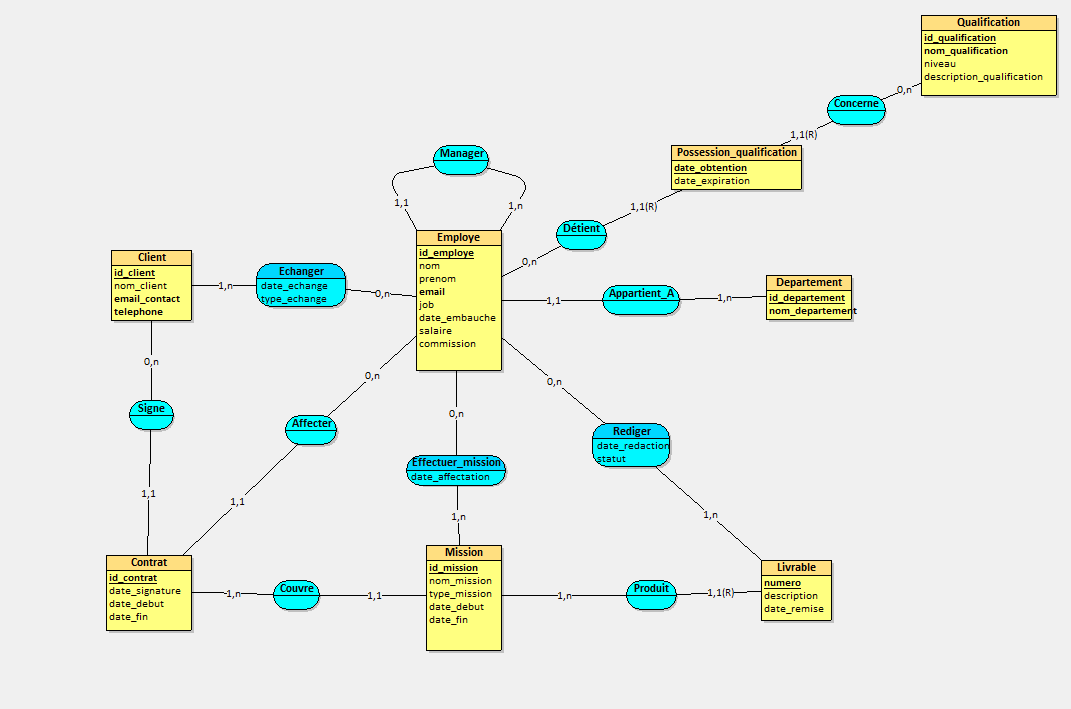 Qualification
id_qualification
nom_qualification
niveau
description_qualification
0,n
Concerne
1,1(R)
Possession_qualification
date_obtention
date_expiration
1,1(R)
Détient
0,n
Manager
1,1
1,n
Employe
id_employe
nom
prenom
email
job
date_embauche
salaire
commission
Client
id_client
nom_client
email_contact
telephone
1,n
Echanger
date_echange
type_echange
0,n
1,1
Appartient_A
1,n
Departement
id_departement
nom_departement
0,n
Signe
1,1
0,n
Affecter
1,1
0,n
Effectuer_mission
date_affectation
1,n
0,n
Rediger
date_redaction
statut
1,n
Contrat
id_contrat
date_signature
date_debut
date_fin
1,n
Couvre
1,1
Mission
id_mission
nom_mission
type_mission
date_debut
date_fin
1,n
Produit
1,1(R)
Livrable
numero
description
date_remise